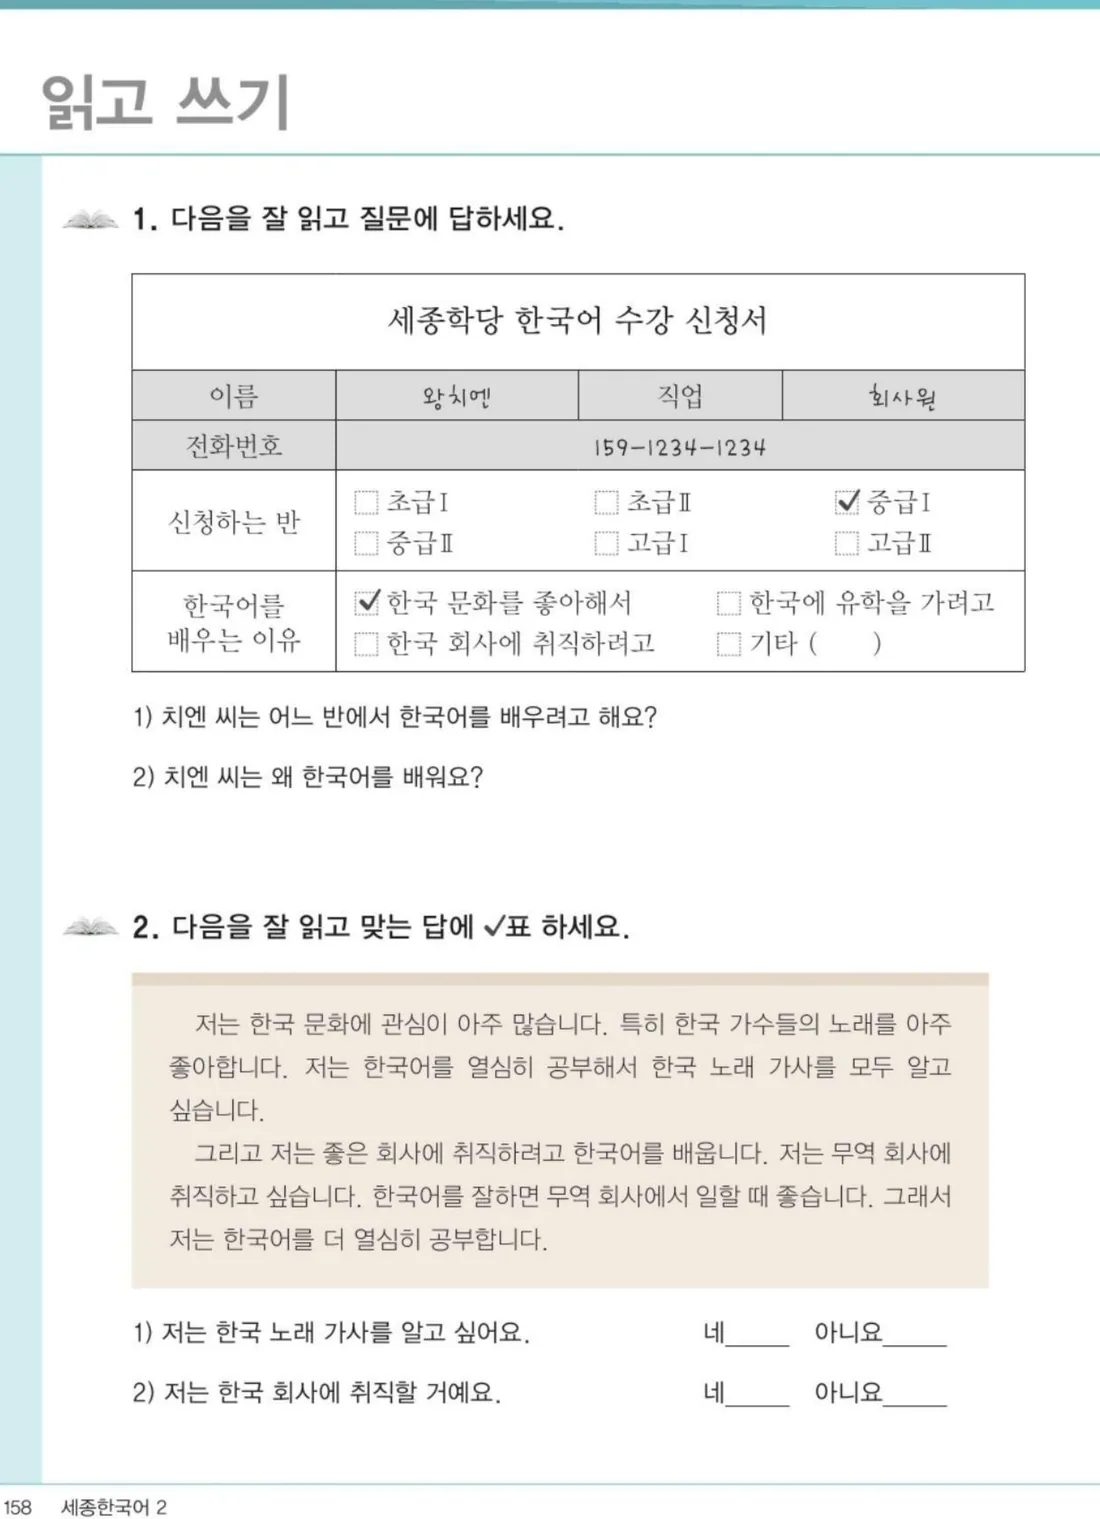 읽고 쓰기
1. 다음을 잘 읽고 질문에 답하세요.
세종학당 한국어 수강 신청서
이름 왕치엔 직업 회사원
전화번호 159-1234-1234
신청하는 반
초급Ⅰ 초급Ⅱ ✓ 중급Ⅰ
중급Ⅱ 고급Ⅰ 고급Ⅱ
한국어를
배우는 이유
✓ 한국 문화를 좋아해서 한국에 유학을 가려고
한국 회사에 취직하려고 기타 ( )
1) 치엔 씨는 어느 반에서 한국어를 배우려고 해요?
2) 치엔 씨는 왜 한국어를 배워요?
2. 다음을 잘 읽고 맞는 답에 ✓표 하세요.
저는 한국 문화에 관심이 아주 많습니다. 특히 한국 가수들의 노래를 아주
좋아합니다. 저는 한국어를 열심히 공부해서 한국 노래 가사를 모두 알고
싶습니다.
그리고 저는 좋은 회사에 취직하려고 한국어를 배웁니다. 저는 무역 회사에
취직하고 싶습니다. 한국어를 잘하면 무역 회사에서 일할 때 좋습니다. 그래서
저는 한국어를 더 열심히 공부합니다.
1) 저는 한국 노래 가사를 알고 싶어요. 네_____ 아니요_____
2) 저는 한국 회사에 취직할 거예요. 네_____ 아니요_____
158 세종한국어 2